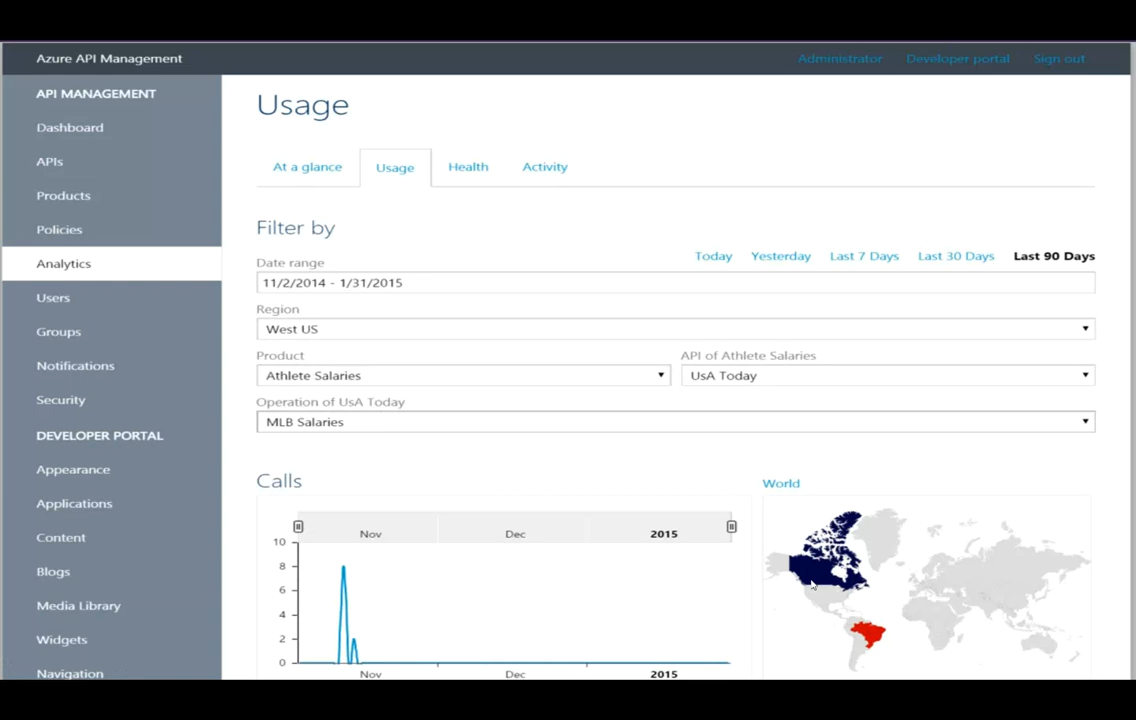 Azure API Management
Administrator Developer portal Sign out
API MANAGEMENT
Dashboard
APIs
Products
Policies
Analytics
Users
Groups
Notifications
Security
DEVELOPER PORTAL
Appearance
Applications
Content
Blogs
Media Library
Widgets
Navigation
Usage
At a glance Usage Health Activity
Filter by
Today Yesterday Last 7 Days Last 30 Days Last 90 Days
Date range
11/2/2014 - 1/31/2015
Region
West US
Product API of Athlete Salaries
Athlete Salaries UsA Today
Operation of UsA Today
MLB Salaries
Calls World
Nov Dec 2015
10
8
6
4
2
0
Nov Dec 2015